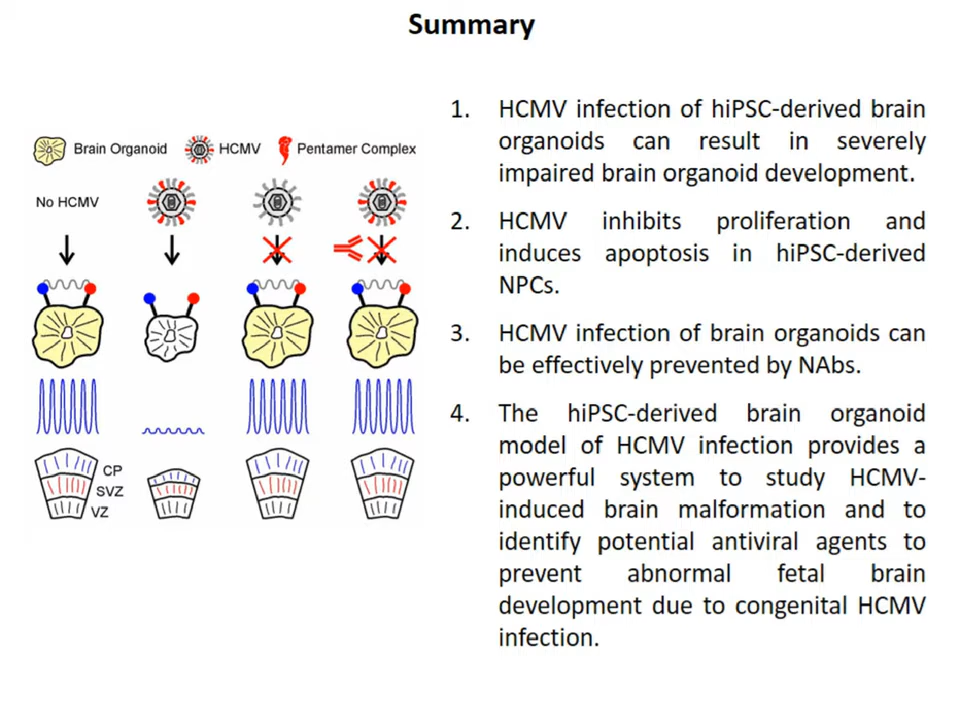 Summary
Brain Organoid HCMV Pentamer Complex
No HCMV
CP
SVZ
VZ
1. HCMV infection of hiPSC-derived brain
organoids can result in severely
impaired brain organoid development.
2. HCMV inhibits proliferation and
induces apoptosis in hiPSC-derived
NPCs.
3. HCMV infection of brain organoids can
be effectively prevented by NAbs.
4. The hiPSC-derived brain organoid
model of HCMV infection provides a
powerful system to study HCMV-
induced brain malformation and to
identify potential antiviral agents to
prevent abnormal fetal brain
development due to congenital HCMV
infection.